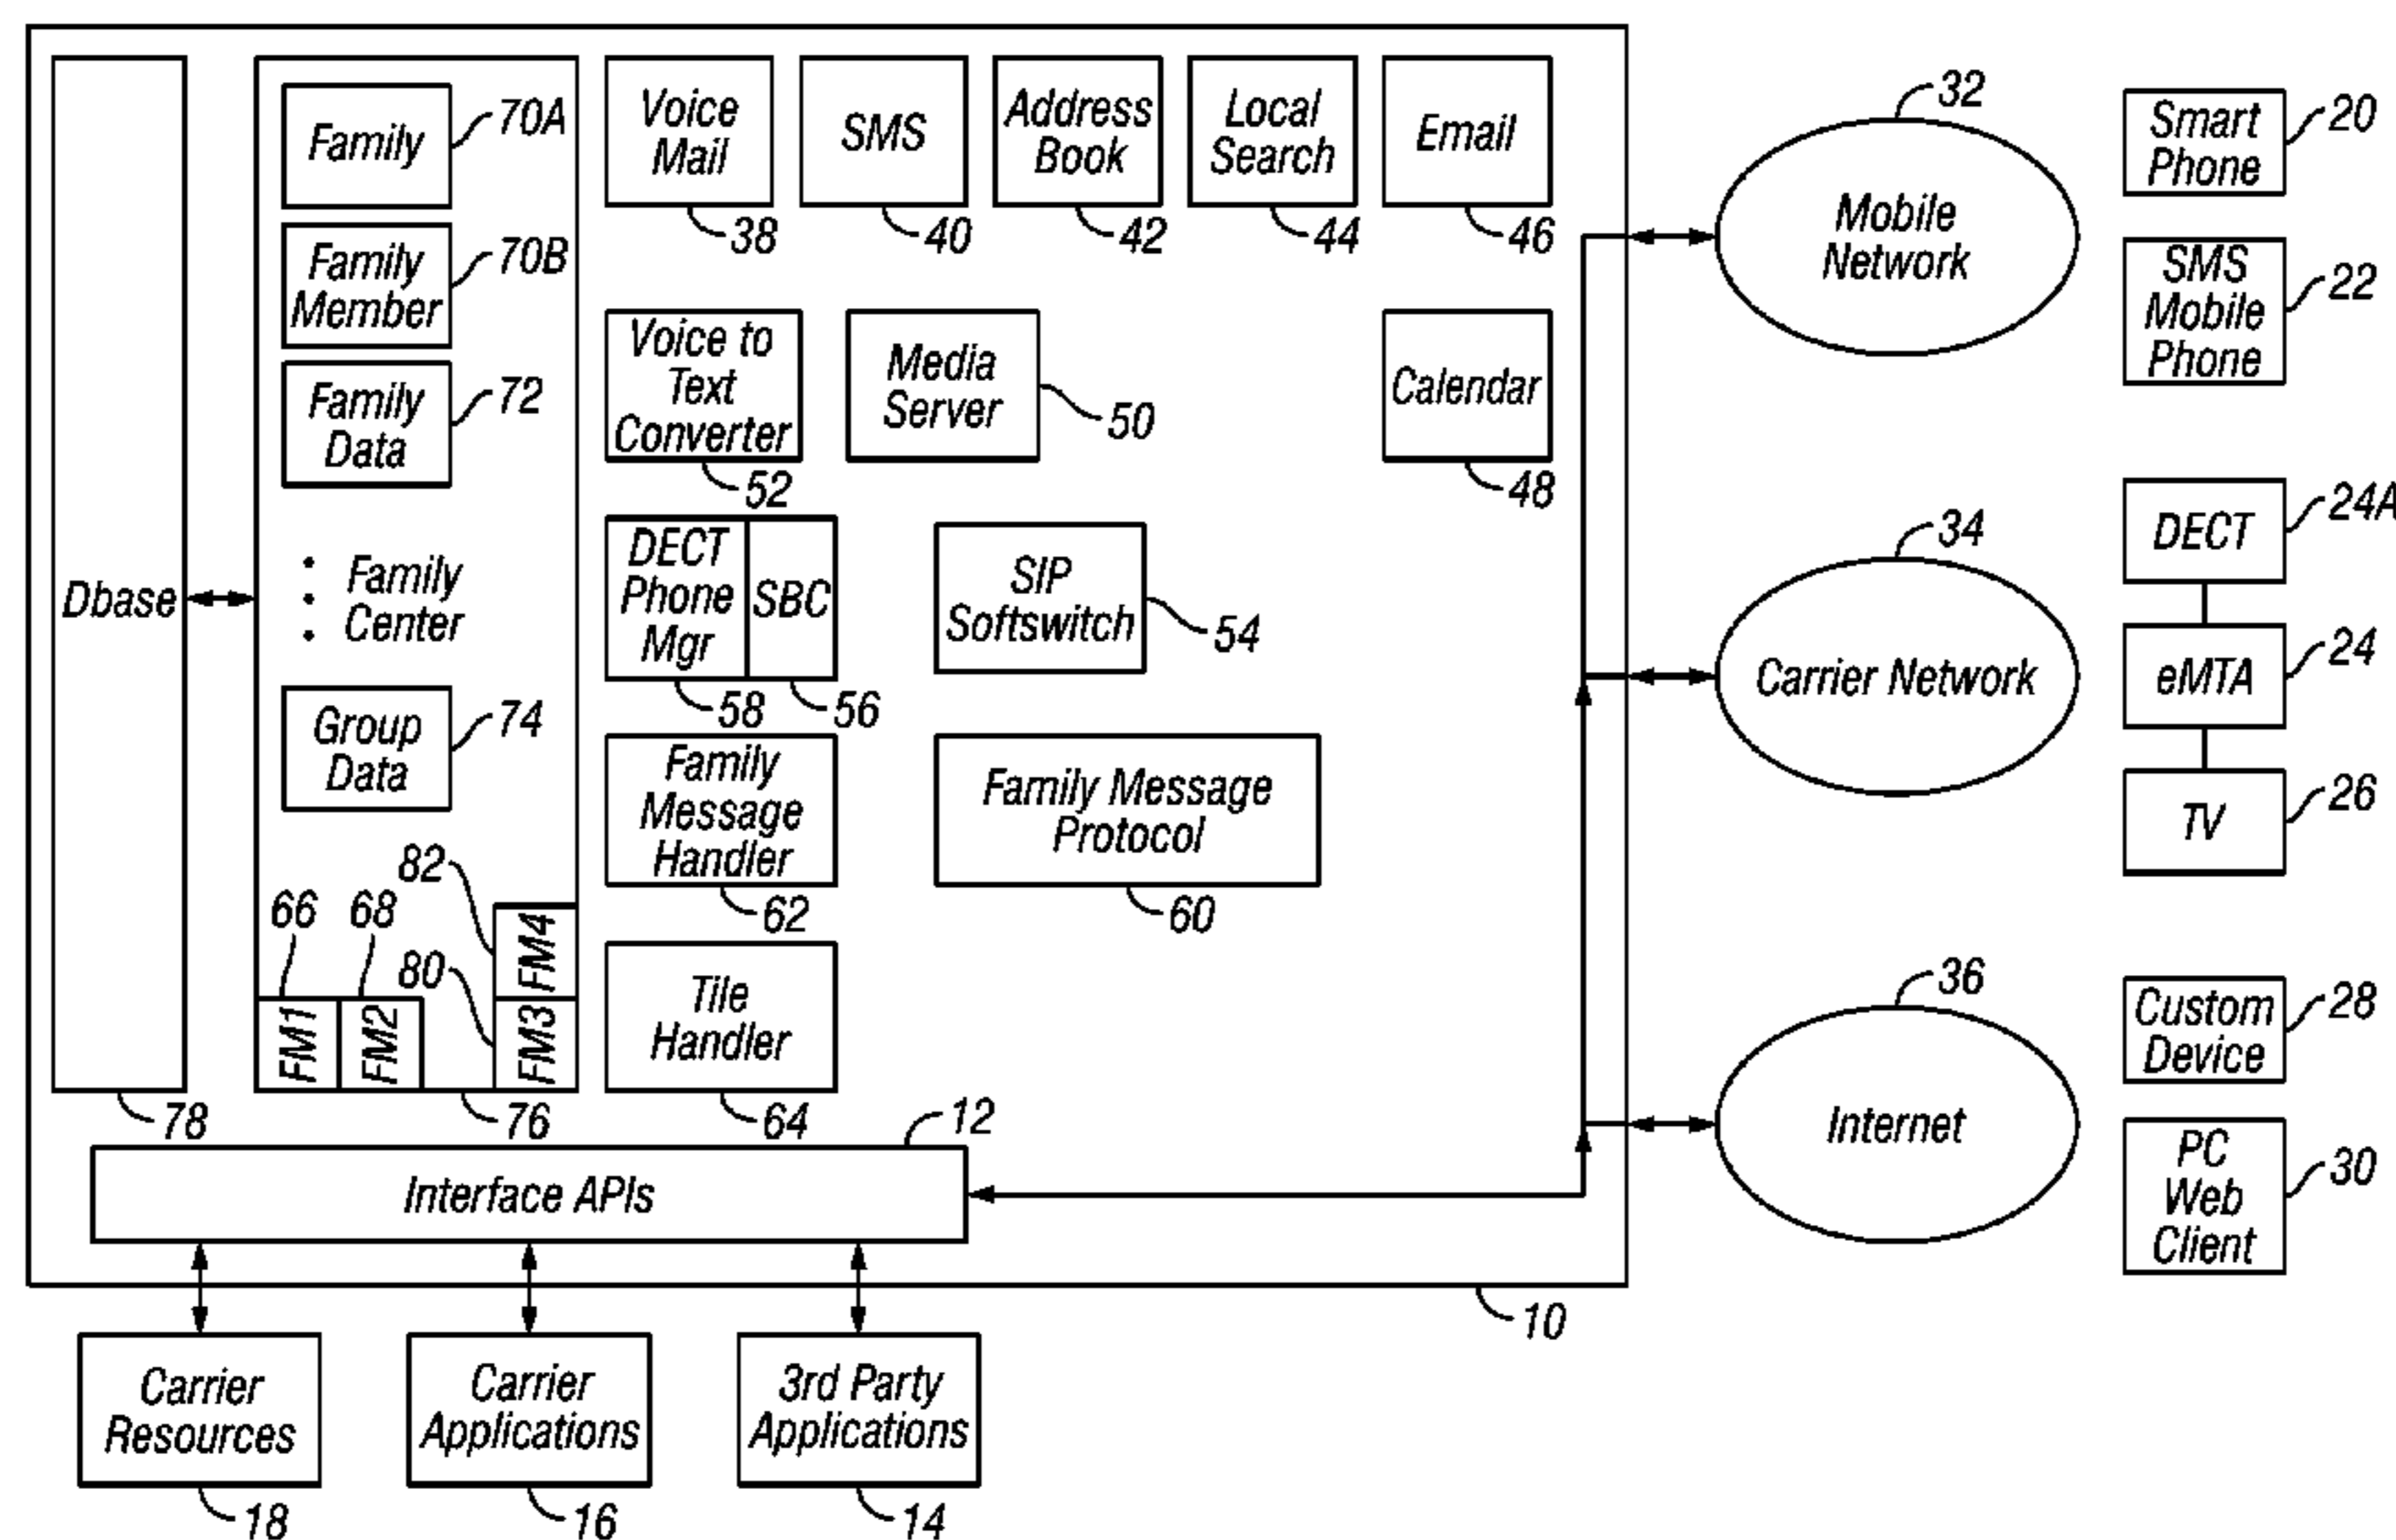 Family
70A
Voice
Mail
38
SMS
40
Address
Book
42
Local
Search
44
Email
46
32
Mobile
Network
Smart
Phone
20
Family
Member
70B
SMS
Mobile
Phone
22
Family
Data
72
Voice to
Text
Converter
52
Media
Server
50
Calendar
48
Dbase
78
Family
Center
DECT
Phone
Mgr
58
SBC
56
SIP
Softswitch
54
34
Carrier Network
DECT
24A
eMTA
24
TV
26
Group
Data
74
Family
Message
Handler
62
Family Message
Protocol
60
82
FM4
66
68
80
FM1
FM2
FM3
76
Tile
Handler
64
36
Internet
Custom
Device
28
PC
Web
Client
30
12
Interface APIs
10
Carrier
Resources
18
Carrier
Applications
16
3rd Party
Applications
14